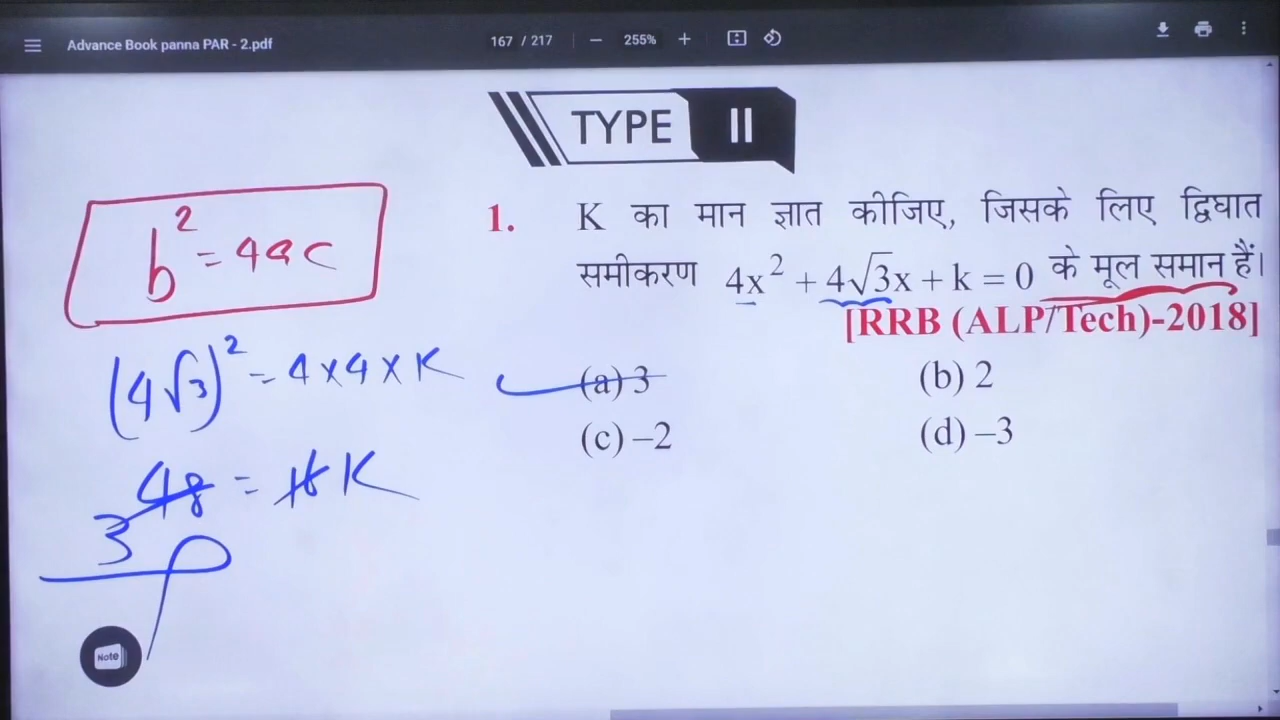 Advance Book panna PAR - 2.pdf
167 / 217
255%
TYPE II
1. K का मान ज्ञात कीजिए, जिसके लिए द्विघात
समीकरण 4x² + 4√3x + k = 0 के मूल समान हैं।
[RRB (ALP/Tech)-2018]
(a) 3 (b) 2
(c) –2 (d) –3
b² = 4ac
(4√3)² = 4×4×K
48 = 16K
3
Note